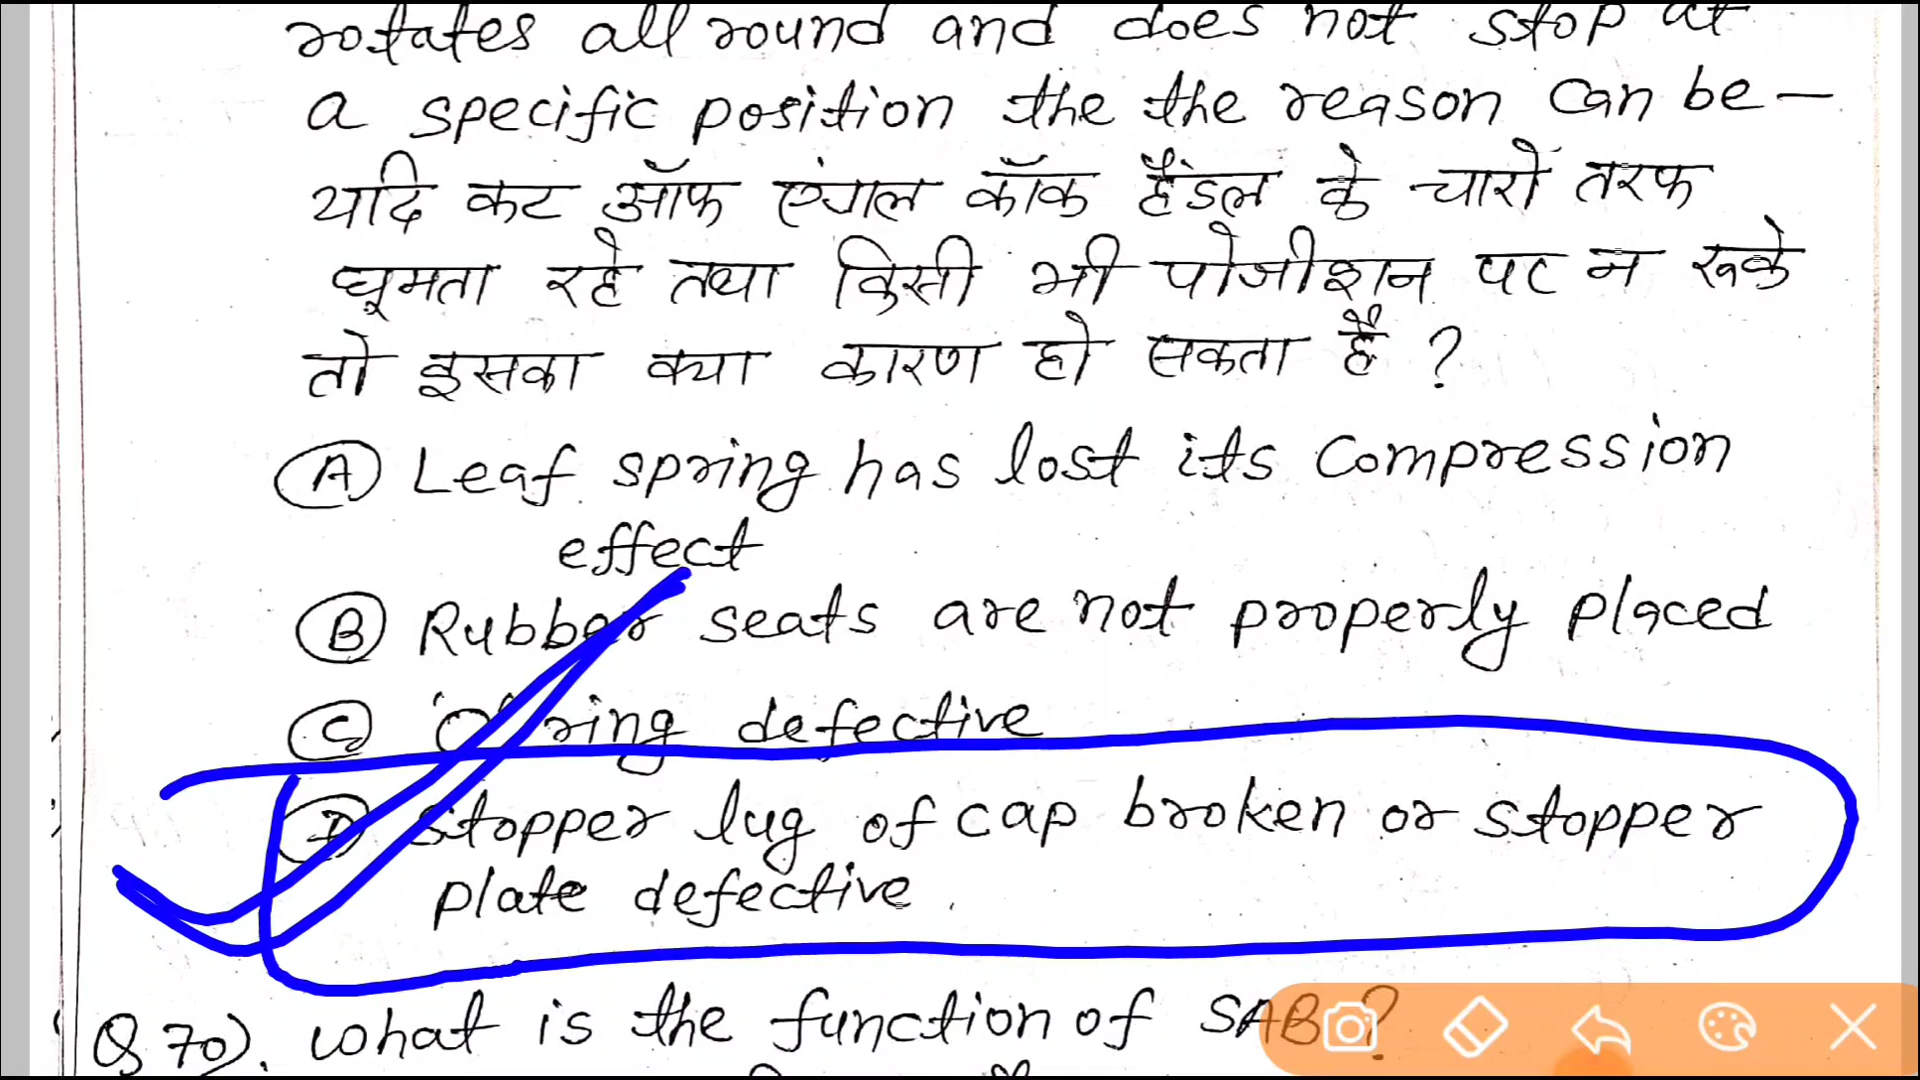 rotates all round and does not stop at
a specific position the the reason can be –
यदि कट ऑफ एंगल कॉक हैंडल के चारों तरफ
घूमता रहे तथा किसी भी पोजीशन पर न रुके
तो इसका क्या कारण हो सकता है ?
(A) Leaf spring has lost its compression
effect
(B) Rubber seats are not properly placed
(C) 'O' ring defective
(D) Stopper lug of cap broken or stopper
plate defective.
Q 70). What is the function of SAB ?